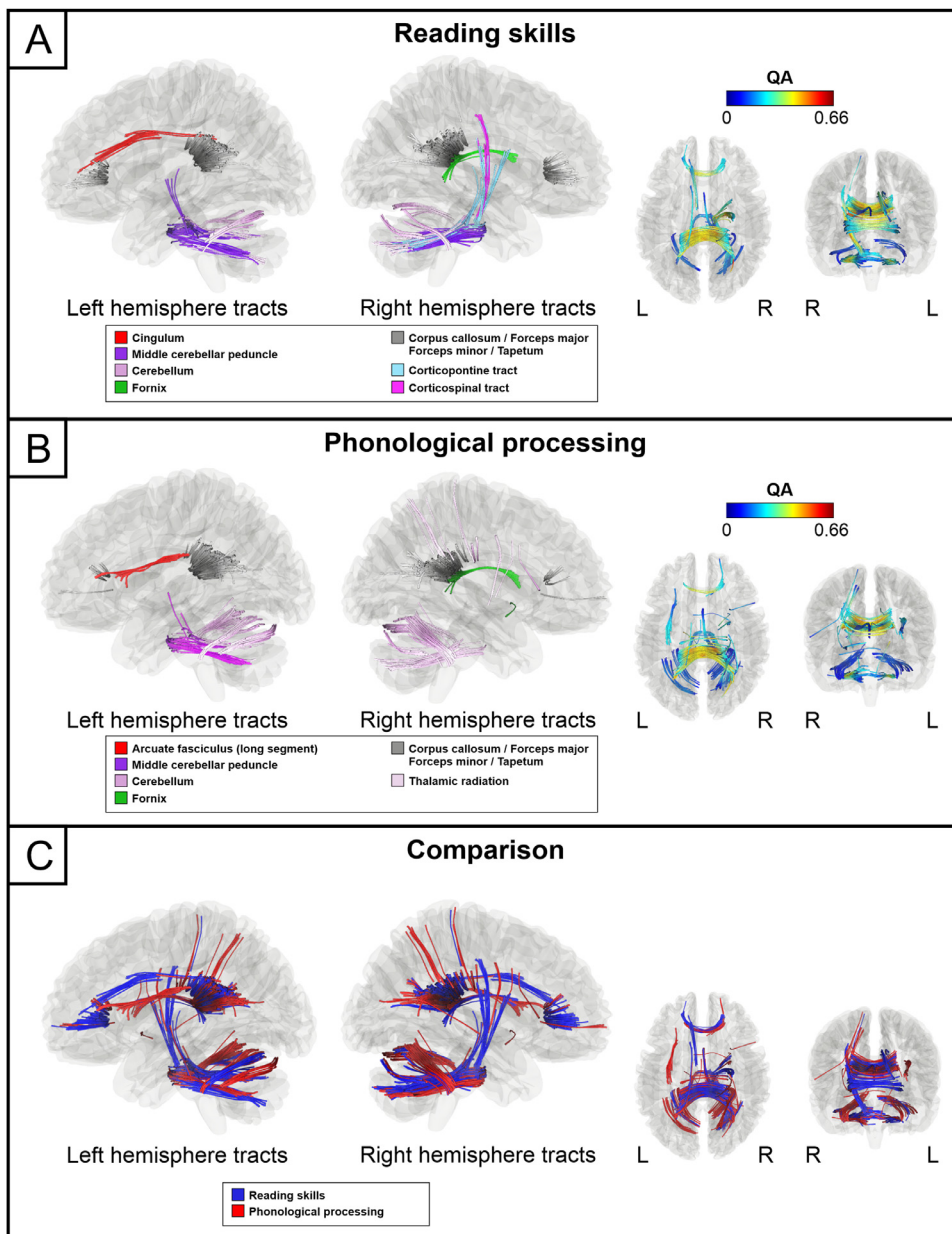 A
Reading skills
QA
0 0.66
Left hemisphere tracts
Right hemisphere tracts
L R R L
Cingulum
Middle cerebellar peduncle
Cerebellum
Fornix
Corpus callosum / Forceps major
Forceps minor / Tapetum
Corticopontine tract
Corticospinal tract
B
Phonological processing
QA
0 0.66
Left hemisphere tracts
Right hemisphere tracts
L R R L
Arcuate fasciculus (long segment)
Middle cerebellar peduncle
Cerebellum
Fornix
Corpus callosum / Forceps major
Forceps minor / Tapetum
Thalamic radiation
C
Comparison
Left hemisphere tracts
Right hemisphere tracts
L R R L
Reading skills
Phonological processing